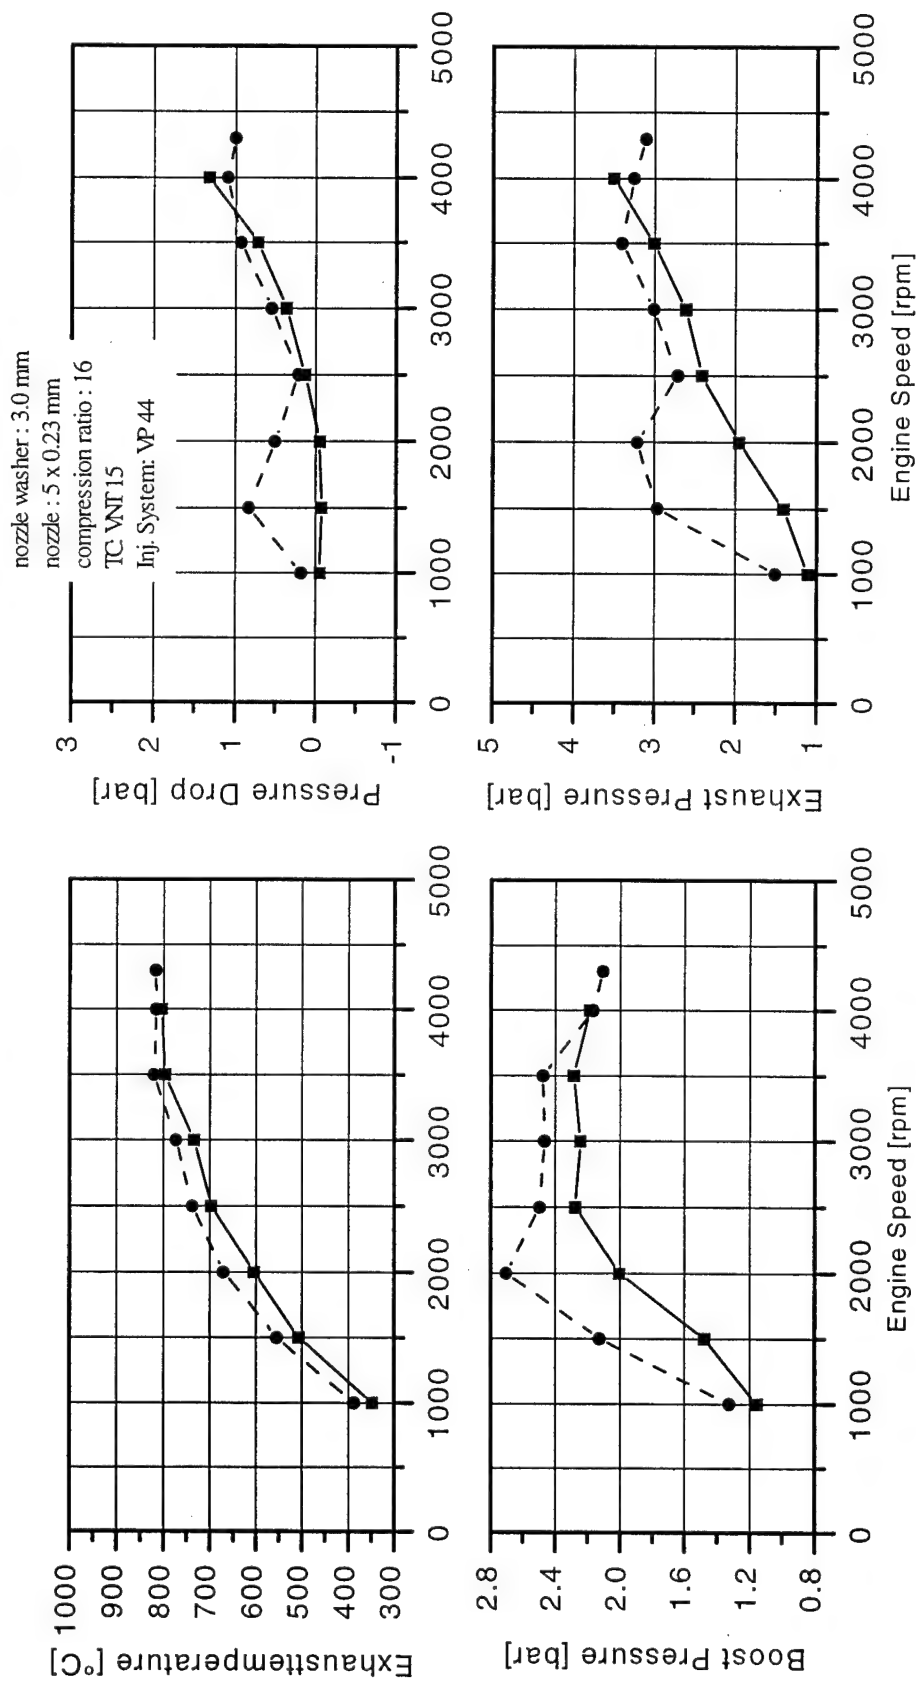 nozzle washer : 3.0 mm
nozzle : 5 x 0.23 mm
compression ratio : 16
TC: VNT 15
Inj. System: VP 44
Exhausttemperature [°C]
1000
900
800
700
600
500
400
300
0 1000 2000 3000 4000 5000
Pressure Drop [bar]
3
2
1
0
-1
0 1000 2000 3000 4000 5000
Boost Pressure [bar]
2.8
2.4
2.0
1.6
1.2
0.8
0 1000 2000 3000 4000 5000
Engine Speed [rpm]
Exhaust Pressure [bar]
5
4
3
2
1
0 1000 2000 3000 4000 5000
Engine Speed [rpm]